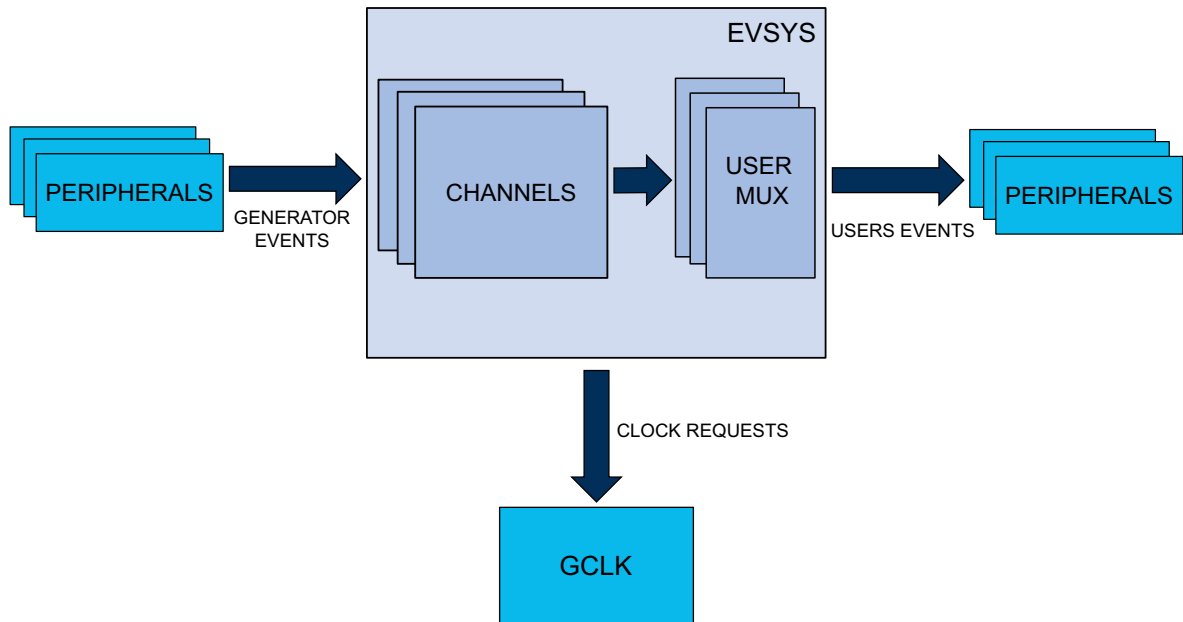 EVSYS
PERIPHERALS
GENERATOR
EVENTS
CHANNELS
USER
MUX
USERS EVENTS
PERIPHERALS
CLOCK REQUESTS
GCLK